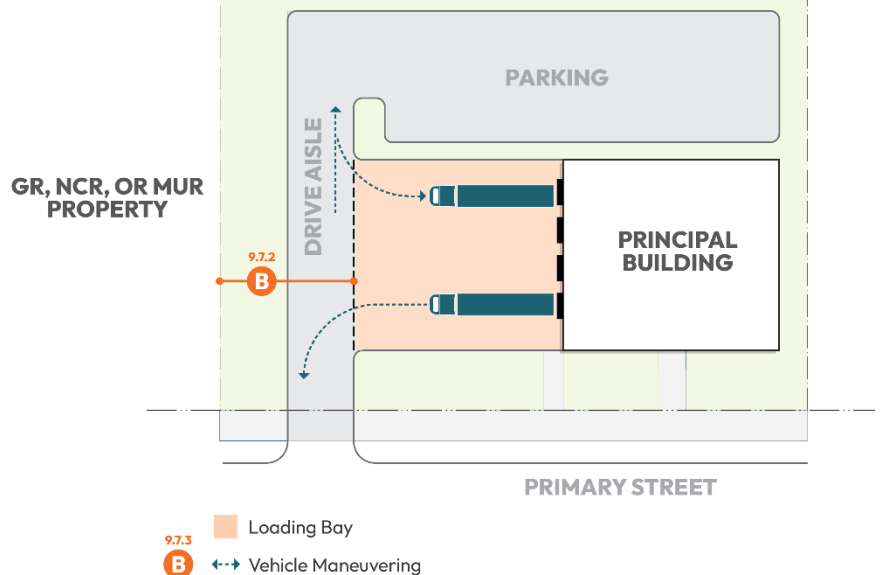 PARKING
DRIVE AISLE
GR, NCR, OR MUR
PROPERTY
PRINCIPAL
BUILDING
9.7.2
B
PRIMARY STREET
Loading Bay
9.7.3
B
Vehicle Maneuvering